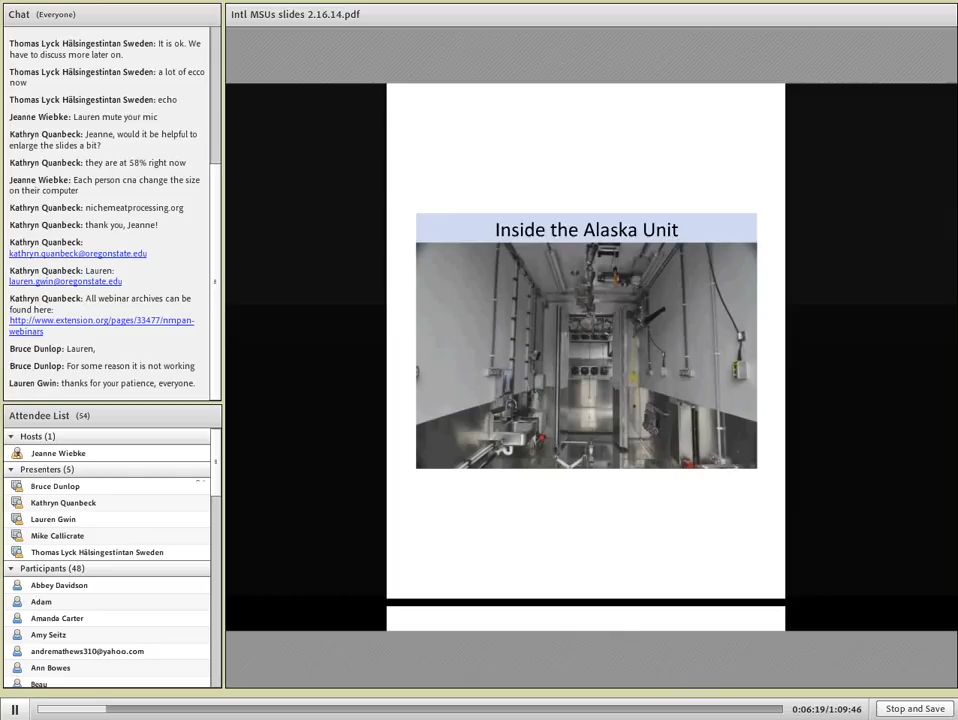 Chat (Everyone)
Thomas Lyck Hälsingestintan Sweden: It is ok. We
have to discuss more later on.
Thomas Lyck Hälsingestintan Sweden: a lot of ecco
now
Thomas Lyck Hälsingestintan Sweden: echo
Jeanne Wiebke: Lauren mute your mic
Kathryn Quanbeck: Jeanne, would it be helpful to
enlarge the slides a bit?
Kathryn Quanbeck: they are at 58% right now
Jeanne Wiebke: Each person cna change the size
on their computer
Kathryn Quanbeck: nichemeatprocessing.org
Kathryn Quanbeck: thank you, Jeanne!
Kathryn Quanbeck:
kathryn.quanbeck@oregonstate.edu
Kathryn Quanbeck: Lauren:
lauren.gwin@oregonstate.edu
Kathryn Quanbeck: All webinar archives can be
found here:
http://www.extension.org/pages/33477/nmpan-
webinars
Bruce Dunlop: Lauren,
Bruce Dunlop: For some reason it is not working
Lauren Gwin: thanks for your patience, everyone.
Attendee List (54)
Hosts (1)
Jeanne Wiebke
Presenters (5)
Bruce Dunlop
Kathryn Quanbeck
Lauren Gwin
Mike Callicrate
Thomas Lyck Hälsingestintan Sweden
Participants (48)
Abbey Davidson
Adam
Amanda Carter
Amy Seitz
andremathews310@yahoo.com
Ann Bowes
Beau
Intl MSUs slides 2.16.14.pdf
Inside the Alaska Unit
0:06:19/1:09:46
Stop and Save